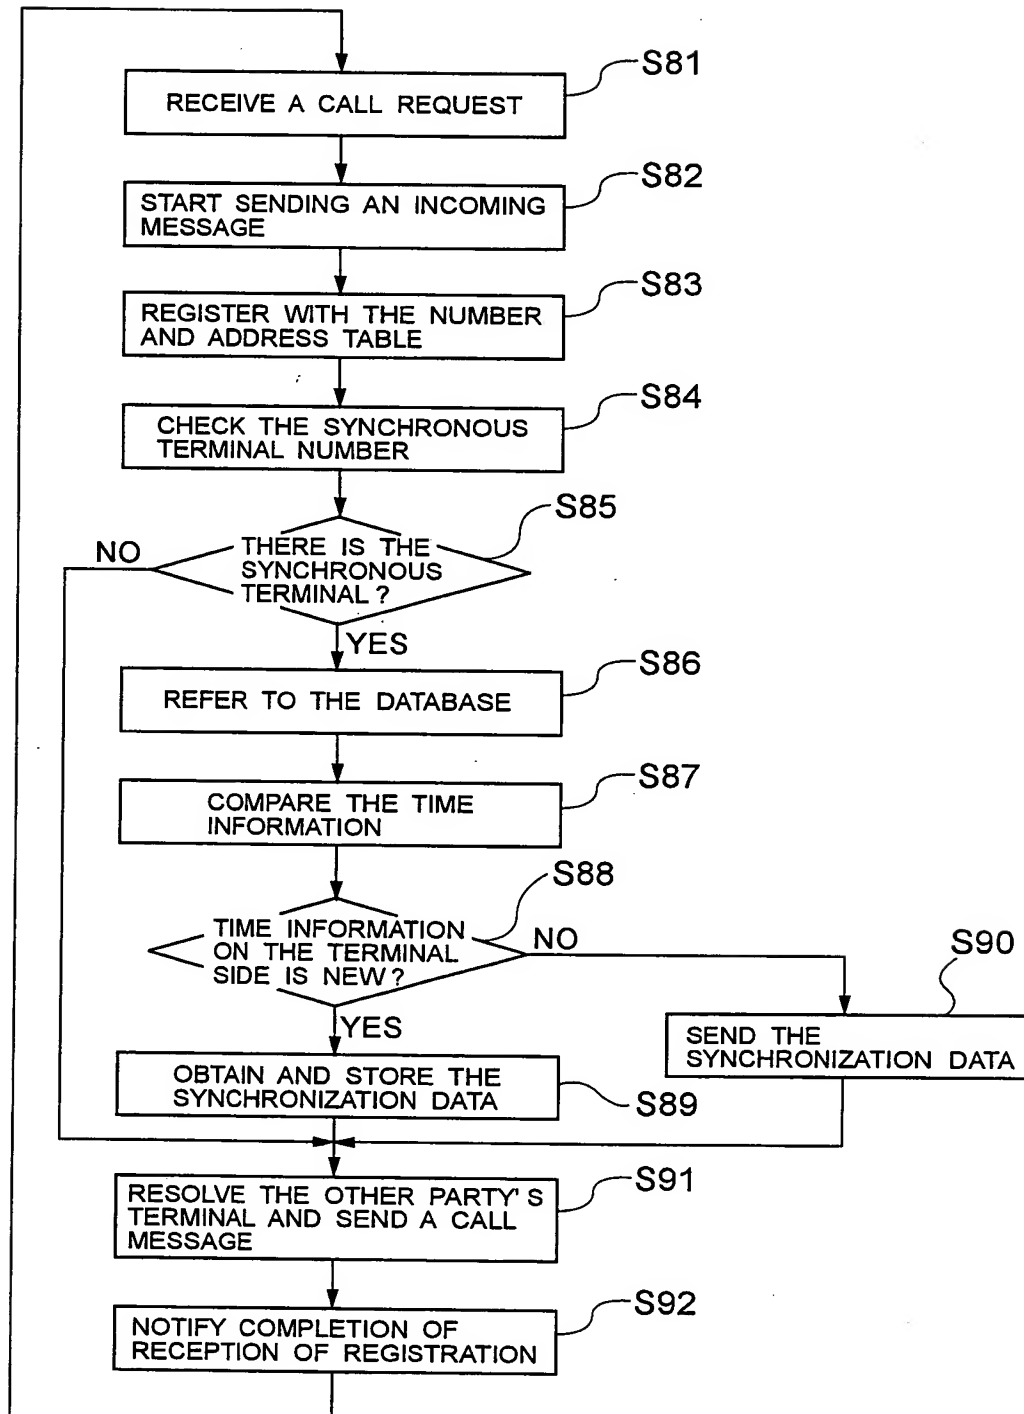 S81
RECEIVE A CALL REQUEST
S82
START SENDING AN INCOMING
MESSAGE
S83
REGISTER WITH THE NUMBER
AND ADDRESS TABLE
S84
CHECK THE SYNCHRONOUS
TERMINAL NUMBER
S85
NO
THERE IS THE
SYNCHRONOUS
TERMINAL?
YES
S86
REFER TO THE DATABASE
S87
COMPARE THE TIME
INFORMATION
S88
TIME INFORMATION
ON THE TERMINAL
SIDE IS NEW?
NO
S90
YES
SEND THE
SYNCHRONIZATION DATA
OBTAIN AND STORE THE
SYNCHRONIZATION DATA
S89
S91
RESOLVE THE OTHER PARTY'S
TERMINAL AND SEND A CALL
MESSAGE
S92
NOTIFY COMPLETION OF
RECEPTION OF REGISTRATION